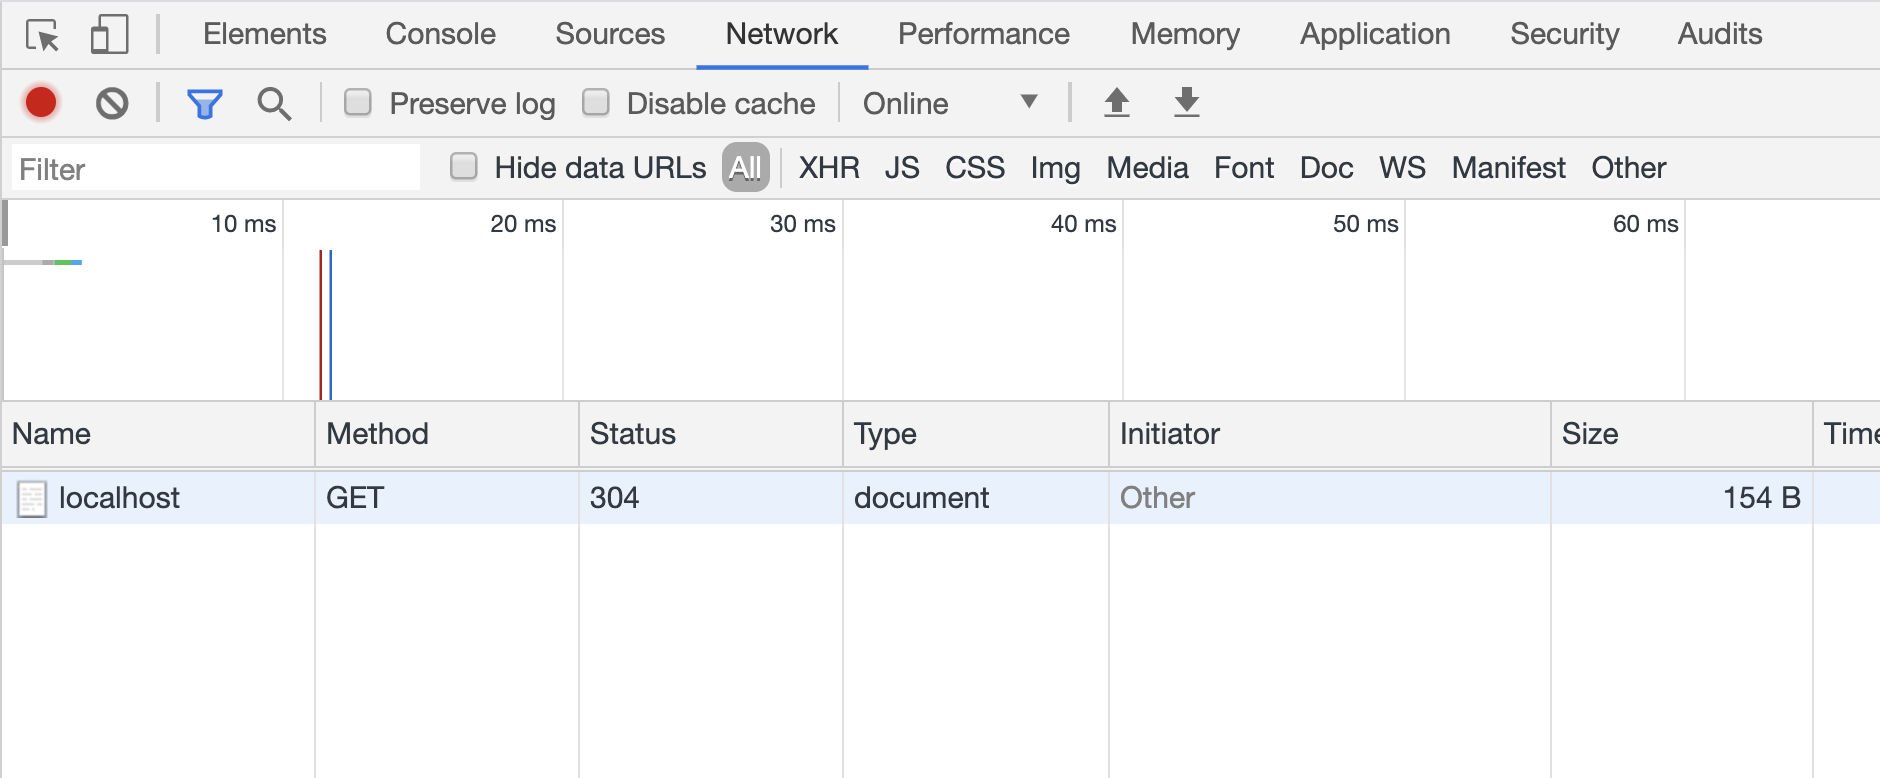 Elements Console Sources Network Performance Memory Application Security Audits
Preserve log Disable cache Online
Filter Hide data URLs All XHR JS CSS Img Media Font Doc WS Manifest Other
10 ms 20 ms 30 ms 40 ms 50 ms 60 ms
Name Method Status Type Initiator Size Time
localhost GET 304 document Other 154 B